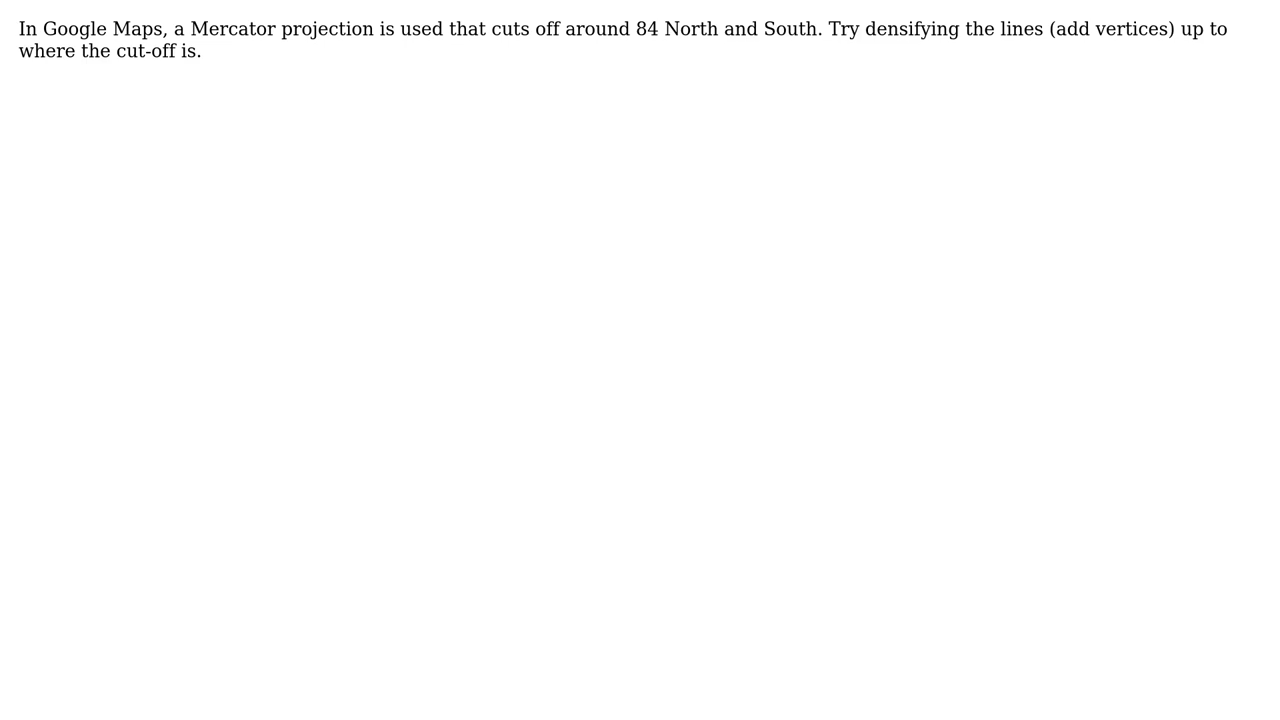 In Google Maps, a Mercator projection is used that cuts off around 84 North and South. Try densifying the lines (add vertices) up to
where the cut-off is.